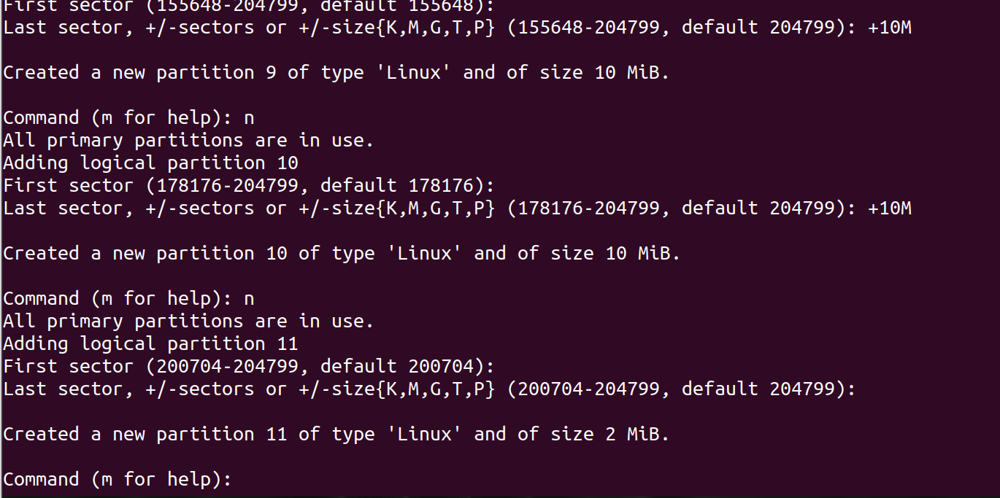 First sector (155648-204799, default 155648):
Last sector, +/-sectors or +/-size{K,M,G,T,P} (155648-204799, default 204799): +10M
Created a new partition 9 of type 'Linux' and of size 10 MiB.
Command (m for help): n
All primary partitions are in use.
Adding logical partition 10
First sector (178176-204799, default 178176):
Last sector, +/-sectors or +/-size{K,M,G,T,P} (178176-204799, default 204799): +10M
Created a new partition 10 of type 'Linux' and of size 10 MiB.
Command (m for help): n
All primary partitions are in use.
Adding logical partition 11
First sector (200704-204799, default 200704):
Last sector, +/-sectors or +/-size{K,M,G,T,P} (200704-204799, default 204799):
Created a new partition 11 of type 'Linux' and of size 2 MiB.
Command (m for help):